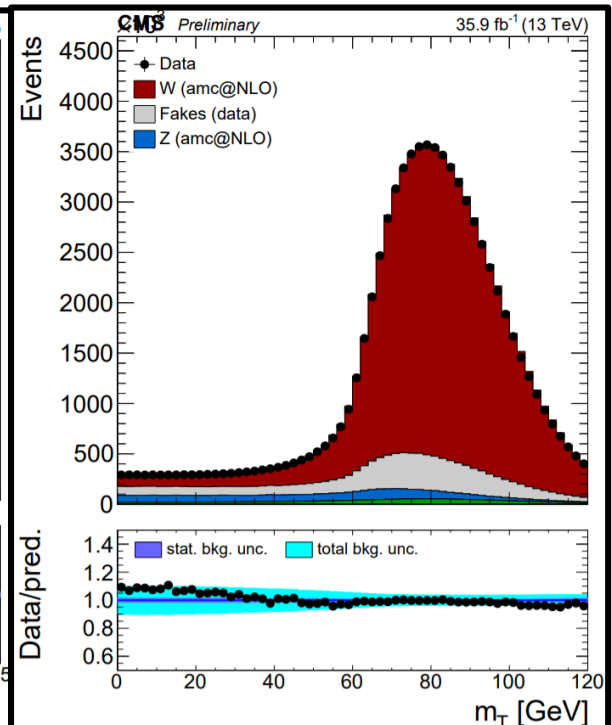 CMS Preliminary 35.9 fb⁻¹ (13 TeV)
Events
4500
4000
3500
3000
2500
2000
1500
1000
500
0
Data
W (amc@NLO)
Fakes (data)
Z (amc@NLO)
Data/pred.
1.4
1.2
1.0
0.8
0.6
stat. bkg. unc. total bkg. unc.
0 20 40 60 80 100 120
m_T [GeV]
5